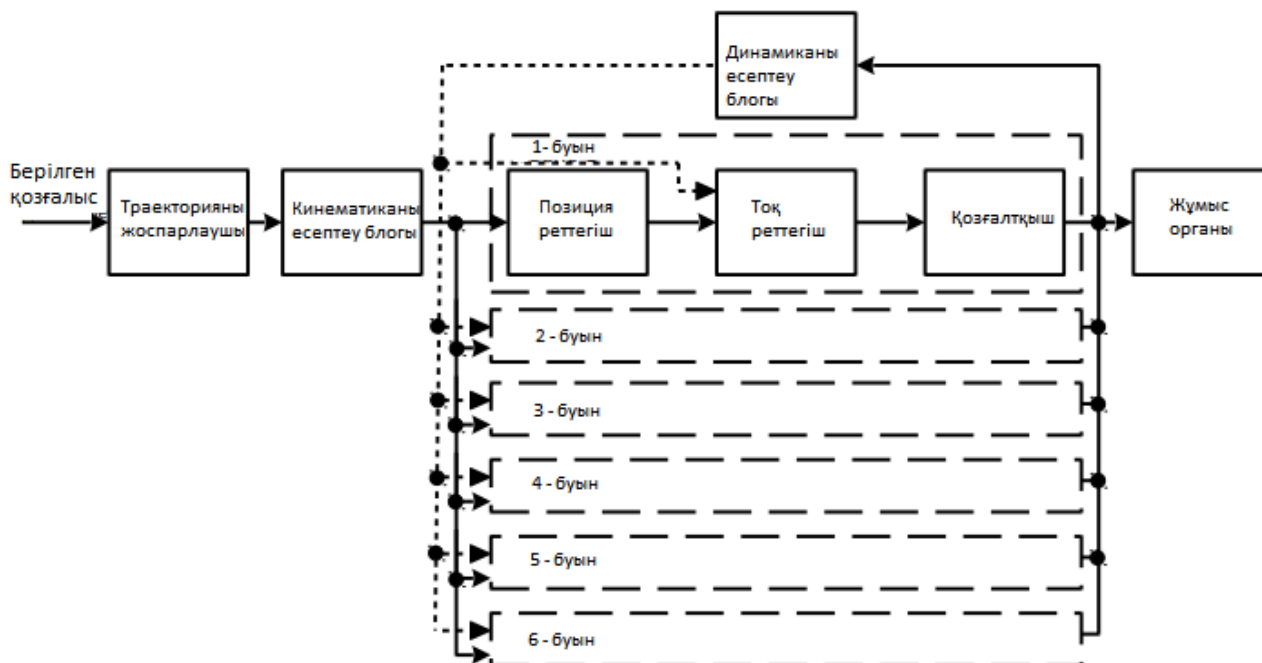 Динамиканы
есептеу
блогы
1- буын
Берілген
қозғалыс
Траекторияны
жоспарлаушы
Кинематиканы
есептеу блогы
Позиция
реттегіш
Тоқ
реттегіш
Қозғалтқыш
Жұмыс
органы
2 - буын
3 - буын
4 - буын
5 - буын
6 - буын